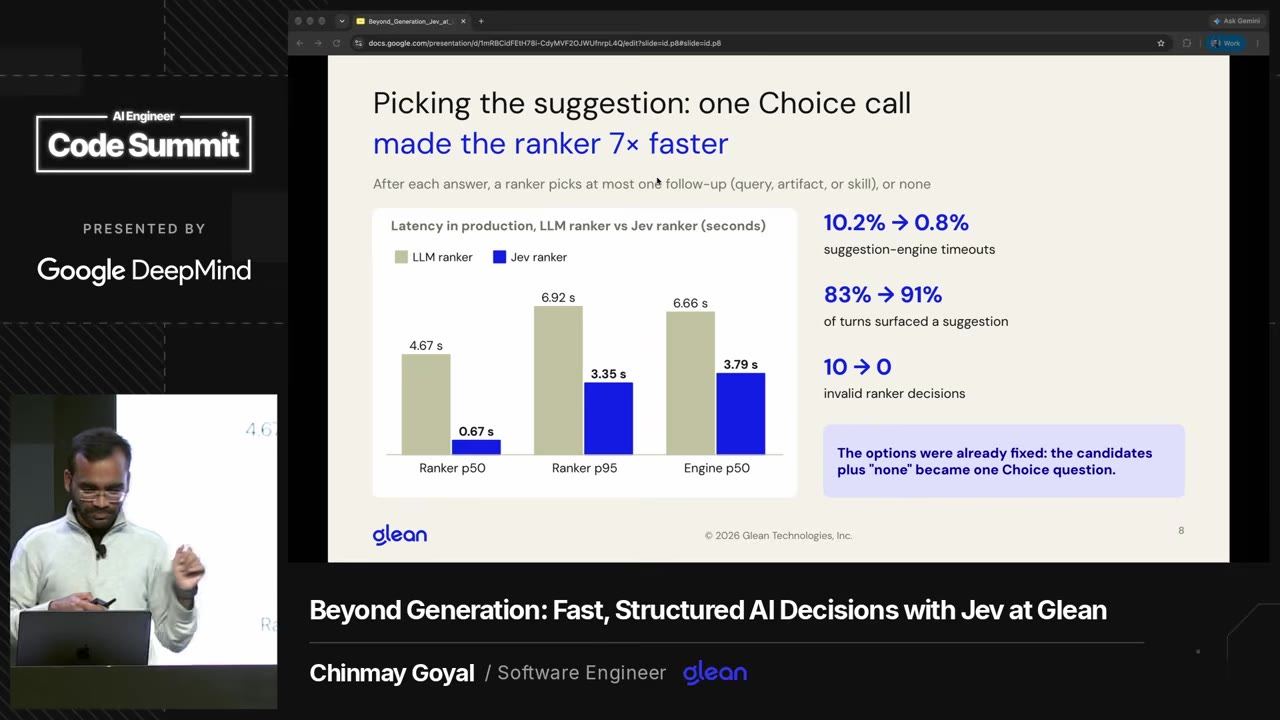 Beyond_Generation_Jev_at_
Ask Gemini
docs.google.com/presentation/d/1mRBCidFEtH78i-CdyMVF2OJWUfnrpL4Q/edit?slide=id.p8#slide=id.p8
Work
AI Engineer
Code Summit
PRESENTED BY
Google DeepMind
Picking the suggestion: one Choice call
made the ranker 7× faster
After each answer, a ranker picks at most one follow-up (query, artifact, or skill), or none
Latency in production, LLM ranker vs Jev ranker (seconds)
LLM ranker
Jev ranker
4.67 s
0.67 s
6.92 s
3.35 s
6.66 s
3.79 s
Ranker p50
Ranker p95
Engine p50
10.2% → 0.8%
suggestion-engine timeouts
83% → 91%
of turns surfaced a suggestion
10 → 0
invalid ranker decisions
The options were already fixed: the candidates
plus "none" became one Choice question.
glean
© 2026 Glean Technologies, Inc.
8
4.67
Ra
Beyond Generation: Fast, Structured AI Decisions with Jev at Glean
Chinmay Goyal / Software Engineer glean